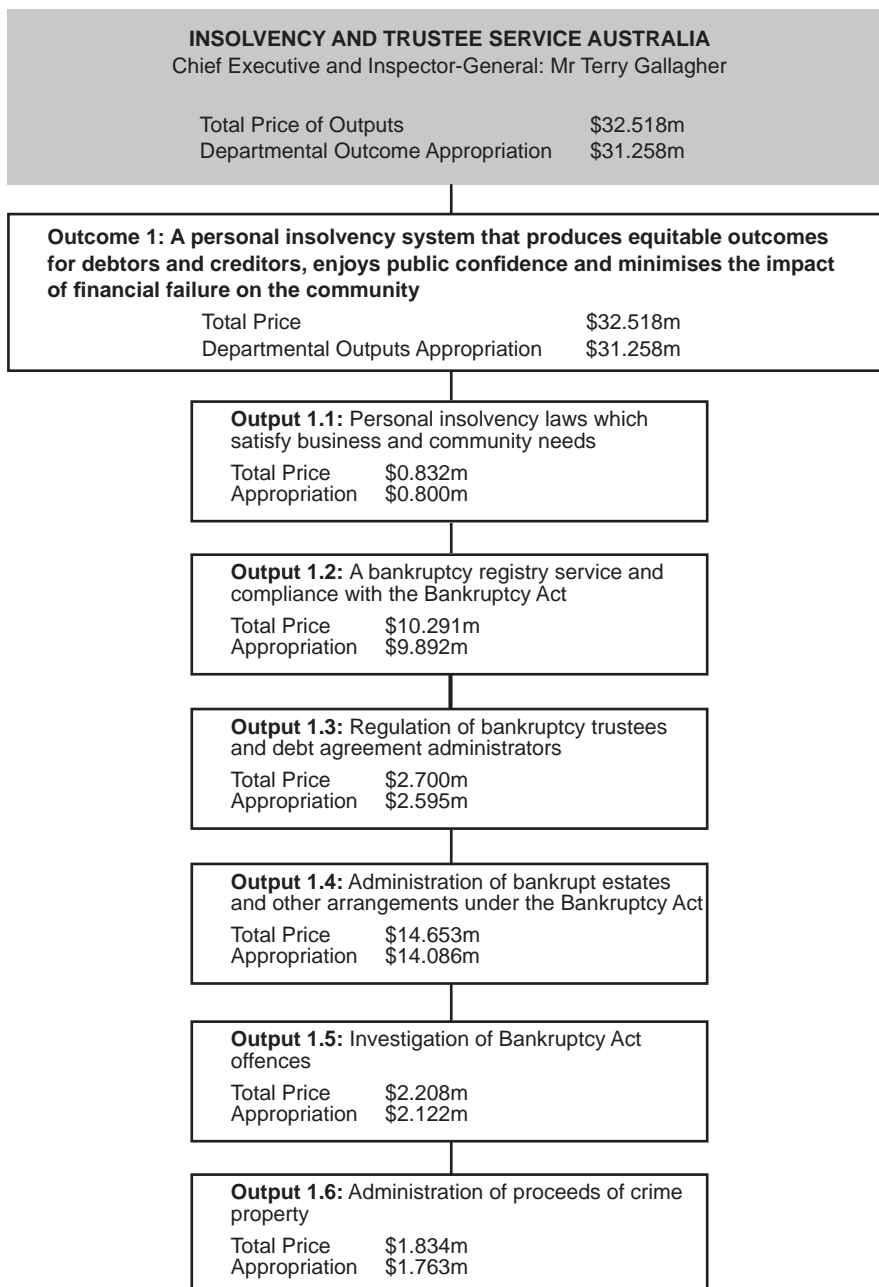 INSOLVENCY AND TRUSTEE SERVICE AUSTRALIA
Chief Executive and Inspector-General: Mr Terry Gallagher
Total Price of Outputs $32.518m
Departmental Outcome Appropriation $31.258m
Outcome 1: A personal insolvency system that produces equitable outcomes
for debtors and creditors, enjoys public confidence and minimises the impact
of financial failure on the community
Total Price $32.518m
Departmental Outputs Appropriation $31.258m
Output 1.1: Personal insolvency laws which
satisfy business and community needs
Total Price $0.832m
Appropriation $0.800m
Output 1.2: A bankruptcy registry service and
compliance with the Bankruptcy Act
Total Price $10.291m
Appropriation $9.892m
Output 1.3: Regulation of bankruptcy trustees
and debt agreement administrators
Total Price $2.700m
Appropriation $2.595m
Output 1.4: Administration of bankrupt estates
and other arrangements under the Bankruptcy Act
Total Price $14.653m
Appropriation $14.086m
Output 1.5: Investigation of Bankruptcy Act
offences
Total Price $2.208m
Appropriation $2.122m
Output 1.6: Administration of proceeds of crime
property
Total Price $1.834m
Appropriation $1.763m